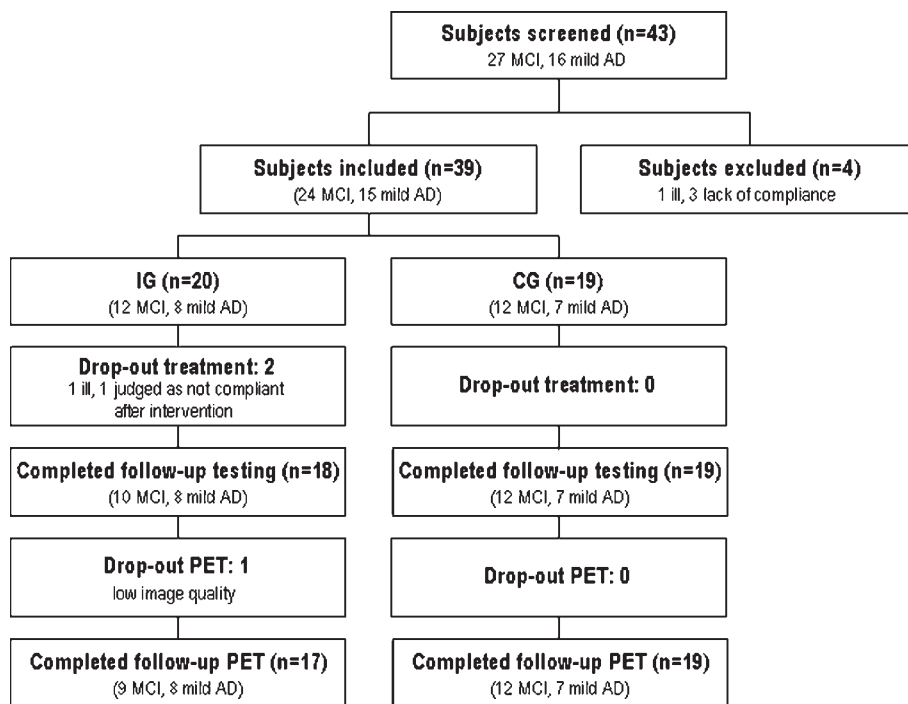 Subjects screened (n=43)
27 MCI, 16 mild AD
Subjects included (n=39)
(24 MCI, 15 mild AD)
Subjects excluded (n=4)
1 ill, 3 lack of compliance
IG (n=20)
(12 MCI, 8 mild AD)
CG (n=19)
(12 MCI, 7 mild AD)
Drop-out treatment: 2
1 ill, 1 judged as not compliant
after intervention
Drop-out treatment: 0
Completed follow-up testing (n=18)
(10 MCI, 8 mild AD)
Completed follow-up testing (n=19)
(12 MCI, 7 mild AD)
Drop-out PET: 1
low image quality
Drop-out PET: 0
Completed follow-up PET (n=17)
(9 MCI, 8 mild AD)
Completed follow-up PET (n=19)
(12 MCI, 7 mild AD)